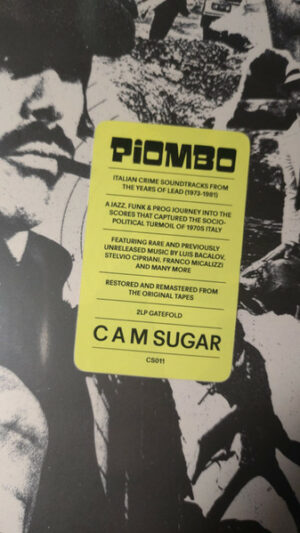 PiOMBO
ITALIAN CRIME SOUNDTRACKS FROM
THE YEARS OF LEAD (1973-1981)
A JAZZ, FUNK & PROG JOURNEY INTO THE
SCORES THAT CAPTURED THE SOCIO-
POLITICAL TURMOIL OF 1970S ITALY
FEATURING RARE AND PREVIOUSLY
UNRELEASED MUSIC BY LUIS BACALOV,
STELVIO CIPRIANI, FRANCO MICALIZZI
AND MANY MORE
RESTORED AND REMASTERED FROM
THE ORIGINAL TAPES
2LP GATEFOLD
CAM SUGAR
CS011